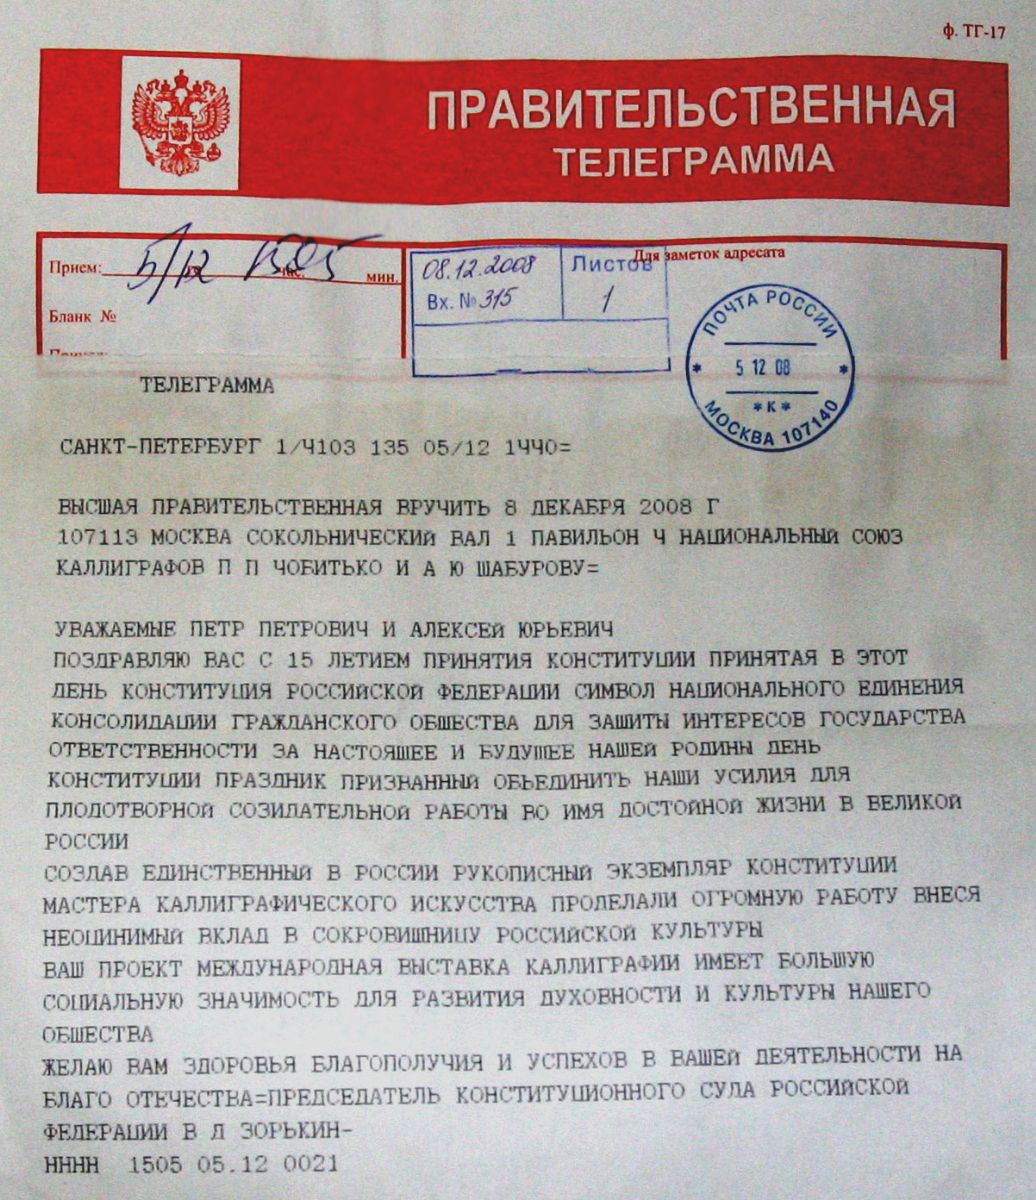 ф. ТГ-17
ПРАВИТЕЛЬСТВЕННАЯ
ТЕЛЕГРАММА
Прием: 5/12 1505 час. мин.
Бланк №
08.12.2008
Вх. № 315
Листов
1
Для заметок адресата
ПОЧТА РОССИИ
5 12 08
*К*
МОСКВА 107140
ТЕЛЕГРАММА
САНКТ-ПЕТЕРБУРГ 1/Ч103 135 05/12 1ЧЧ0=
ВЫСШАЯ ПРАВИТЕЛЬСТВЕННАЯ ВРУЧИТЬ 8 ДЕКАБРЯ 2008 Г
107113 МОСКВА СОКОЛЬНИЧЕСКИЙ ВАЛ 1 ПАВИЛЬОН Ч НАЦИОНАЛЬНЫЙ СОЮЗ
КАЛЛИГРАФОВ П П ЧОБИТЬКО И А Ю ШАБУРОВУ=
УВАЖАЕМЫЕ ПЕТР ПЕТРОВИЧ И АЛЕКСЕЙ ЮРЬЕВИЧ
ПОЗДРАВЛЯЮ ВАС С 15 ЛЕТИЕМ ПРИНЯТИЯ КОНСТИТУЦИИ ПРИНЯТАЯ В ЭТОТ
ДЕНЬ КОНСТИТУЦИЯ РОССИЙСКОЙ ФЕДЕРАЦИИ СИМВОЛ НАЦИОНАЛЬНОГО ЕДИНЕНИЯ
КОНСОЛИДАЦИИ ГРАЖДАНСКОГО ОБЩЕСТВА ДЛЯ ЗАЩИТЫ ИНТЕРЕСОВ ГОСУДАРСТВА
ОТВЕТСТВЕННОСТИ ЗА НАСТОЯЩЕЕ И БУДУЩЕЕ НАШЕЙ РОДИНЫ ДЕНЬ
КОНСТИТУЦИИ ПРАЗДНИК ПРИЗВАННЫЙ ОБЬЕДИНИТЬ НАШИ УСИЛИЯ ДЛЯ
ПЛОДОТВОРНОЙ СОЗИДАТЕЛЬНОЙ РАБОТЫ ВО ИМЯ ДОСТОЙНОЙ ЖИЗНИ В ВЕЛИКОЙ
РОССИИ
СОЗДАВ ЕДИНСТВЕННЫЙ В РОССИИ РУКОПИСНЫЙ ЭКЗЕМПЛЯР КОНСТИТУЦИИ
МАСТЕРА КАЛЛИГРАФИЧЕСКОГО ИСКУССТВА ПРОДЕЛАЛИ ОГРОМНУЮ РАБОТУ ВНЕСЯ
НЕОЦИНИМЫЙ ВКЛАД В СОКРОВИЩНИЦУ РОССИЙСКОЙ КУЛЬТУРЫ
ВАШ ПРОЕКТ МЕЖДУНАРОДНАЯ ВЫСТАВКА КАЛЛИГРАФИИ ИМЕЕТ БОЛЬШУЮ
СОЦИАЛЬНУЮ ЗНАЧИМОСТЬ ДЛЯ РАЗВИТИЯ ДУХОВНОСТИ И КУЛЬТУРЫ НАШЕГО
ОБЩЕСТВА
ЖЕЛАЮ ВАМ ЗДОРОВЬЯ БЛАГОПОЛУЧИЯ И УСПЕХОВ В ВАШЕЙ ДЕЯТЕЛЬНОСТИ НА
БЛАГО ОТЕЧЕСТВА=ПРЕДСЕДАТЕЛЬ КОНСТИТУЦИОННОГО СУДА РОССИЙСКОЙ
ФЕДЕРАЦИИ В Д ЗОРЬКИН-
НННН 1505 05.12 0021